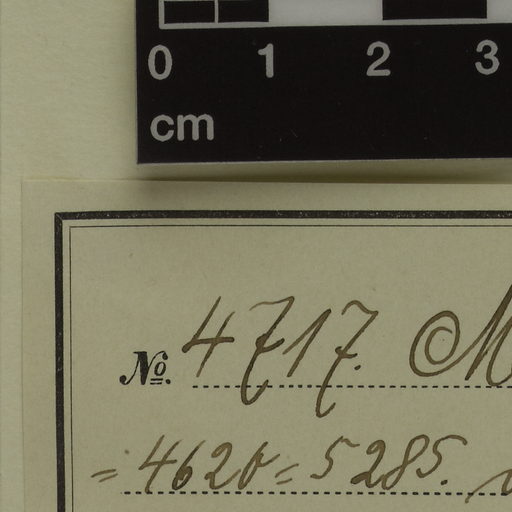 0 1 2 3
cm
No. 4717. M
= 4620 = 5285.